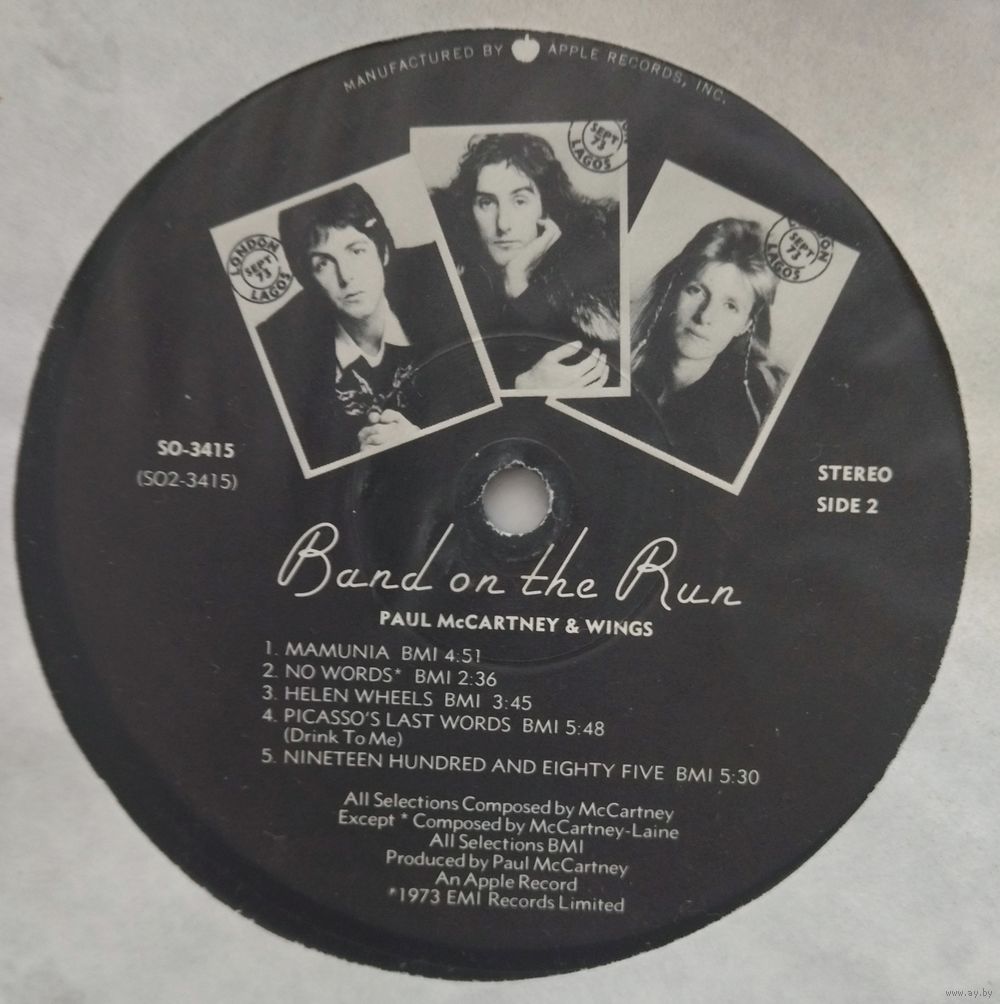 MANUFACTURED BY APPLE RECORDS, INC.
LONDON
SEPT
73
LAGOS
ON
SEPT
73
LAGOS
ON
SEPT
73
LAGOS
SO-3415
(SO2-3415)
STEREO
SIDE 2
Band on the Run
PAUL McCARTNEY & WINGS
1. MAMUNIA BMI 4:51
2. NO WORDS* BMI 2:36
3. HELEN WHEELS BMI 3:45
4. PICASSO'S LAST WORDS BMI 5:48
(Drink To Me)
5. NINETEEN HUNDRED AND EIGHTY FIVE BMI 5:30
All Selections Composed by McCartney
Except * Composed by McCartney-Laine
All Selections BMI
Produced by Paul McCartney
An Apple Record
℗1973 EMI Records Limited
www.ay.by